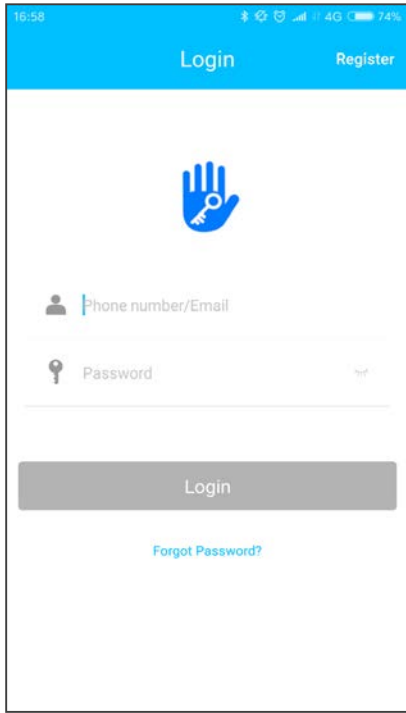 16:58
4G
74%
Login
Register
Phone number/Email
Password
Login
Forgot Password?